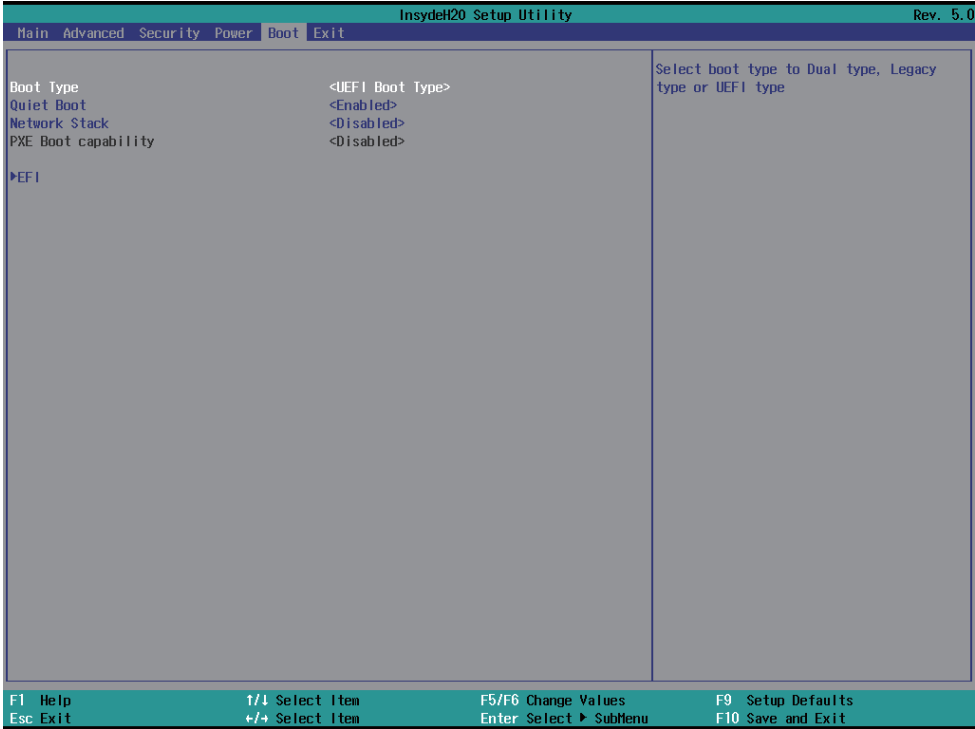 InsydeH20 Setup Utility Rev. 5.0
Main Advanced Security Power Boot Exit
Boot Type <UEFI Boot Type>
Quiet Boot <Enabled>
Network Stack <Disabled>
PXE Boot capability <Disabled>
▶EFI
Select boot type to Dual type, Legacy
type or UEFI type
F1 Help ↑/↓ Select Item F5/F6 Change Values F9 Setup Defaults
Esc Exit ←/→ Select Item Enter Select ▶ SubMenu F10 Save and Exit